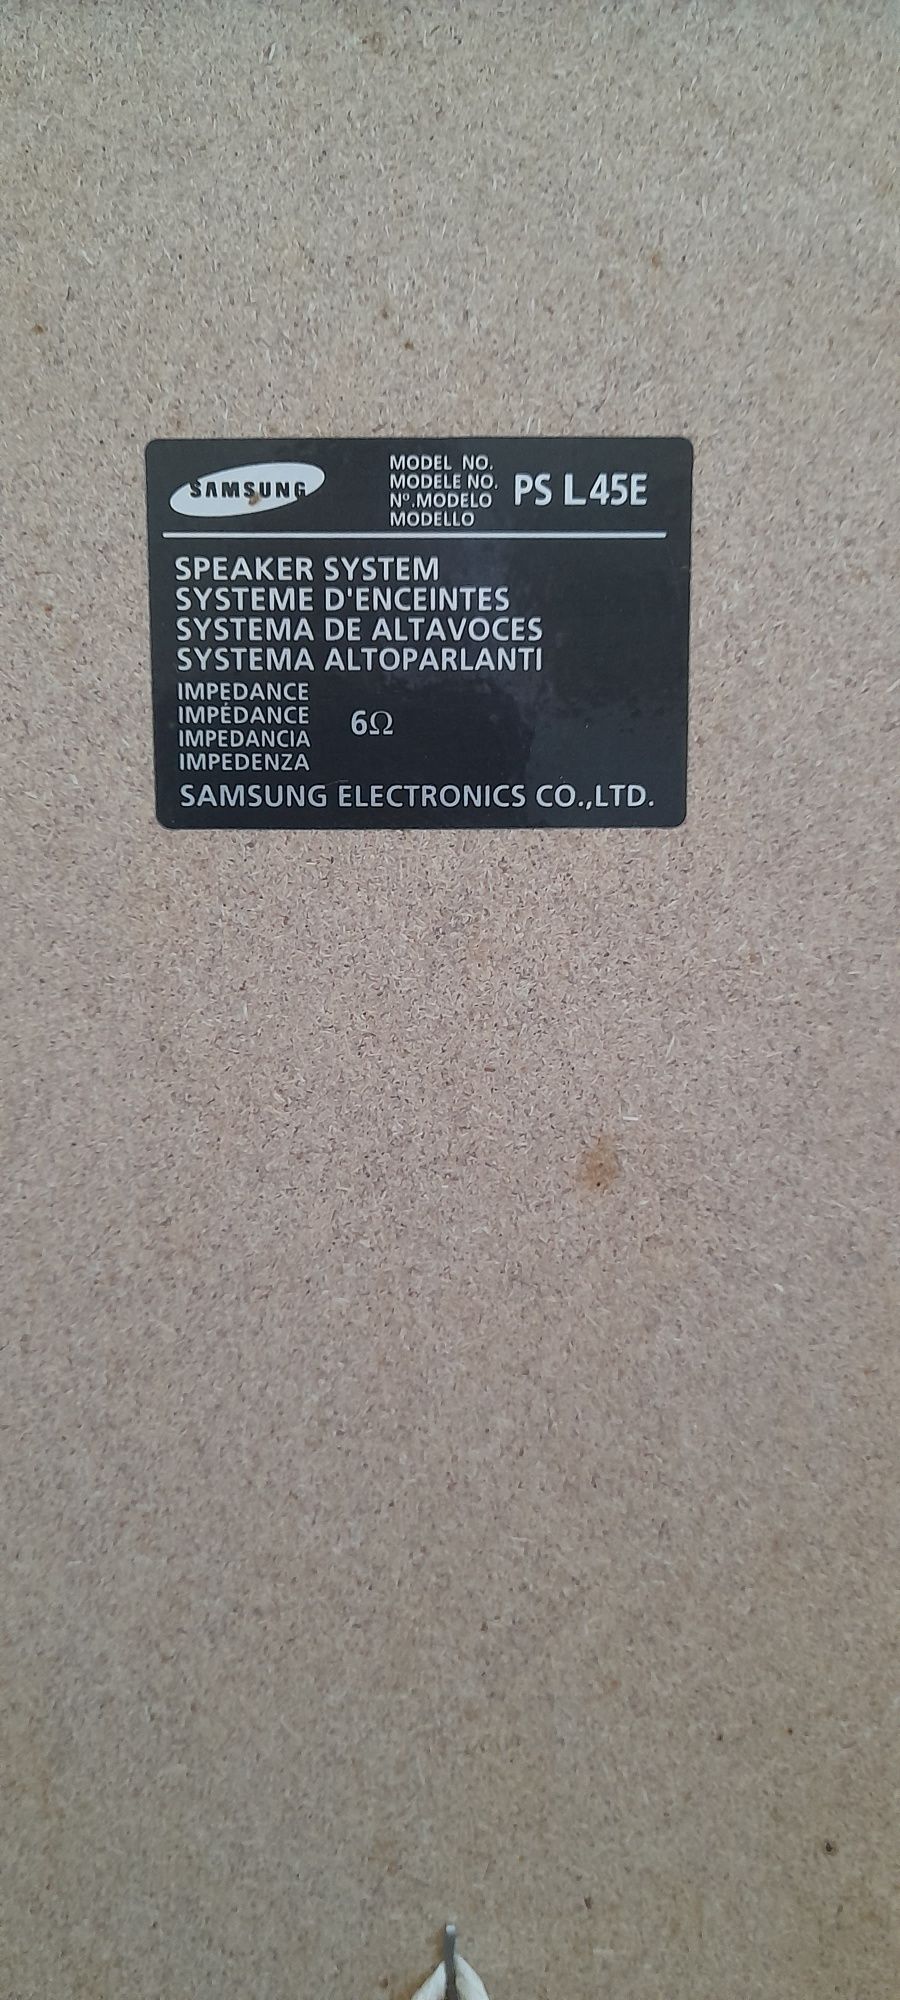 SAMSUNG
MODEL NO.
MODELE NO.
Nº.MODELO
MODELLO
PS L45E
SPEAKER SYSTEM
SYSTEME D'ENCEINTES
SYSTEMA DE ALTAVOCES
SYSTEMA ALTOPARLANTI
IMPEDANCE
IMPÉDANCE
IMPEDANCIA
IMPEDENZA
6Ω
SAMSUNG ELECTRONICS CO.,LTD.